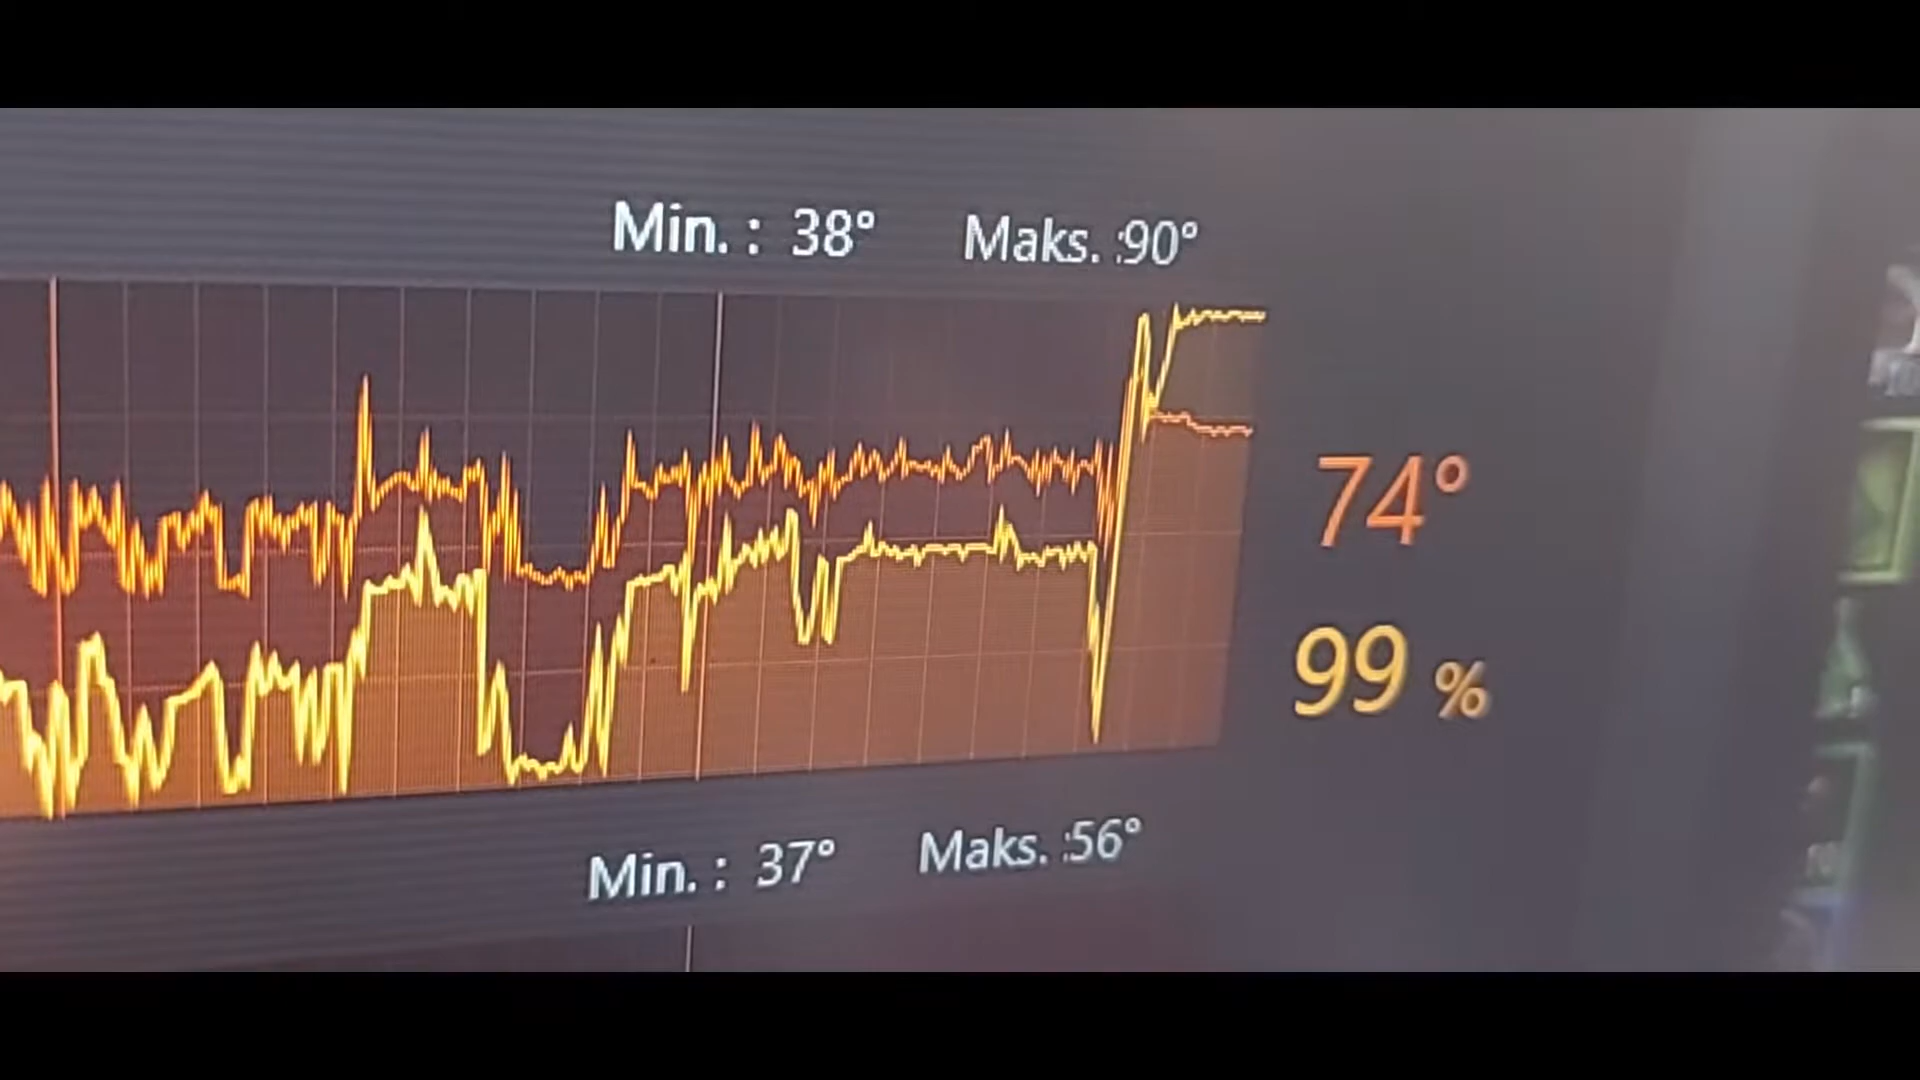 Min. : 38° Maks. :90°
74°
99 %
Min. : 37° Maks. :56°